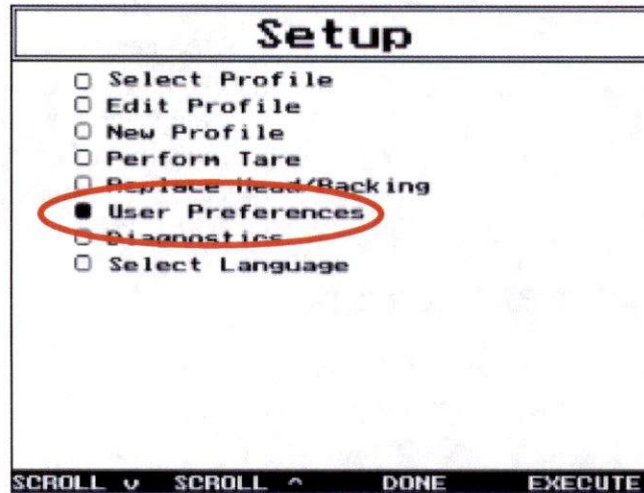 Setup
Select Profile
Edit Profile
New Profile
Perform Tare
Replace Head/Backing
User Preferences
Diagnostics
Select Language
SCROLL v SCROLL ^ DONE EXECUTE